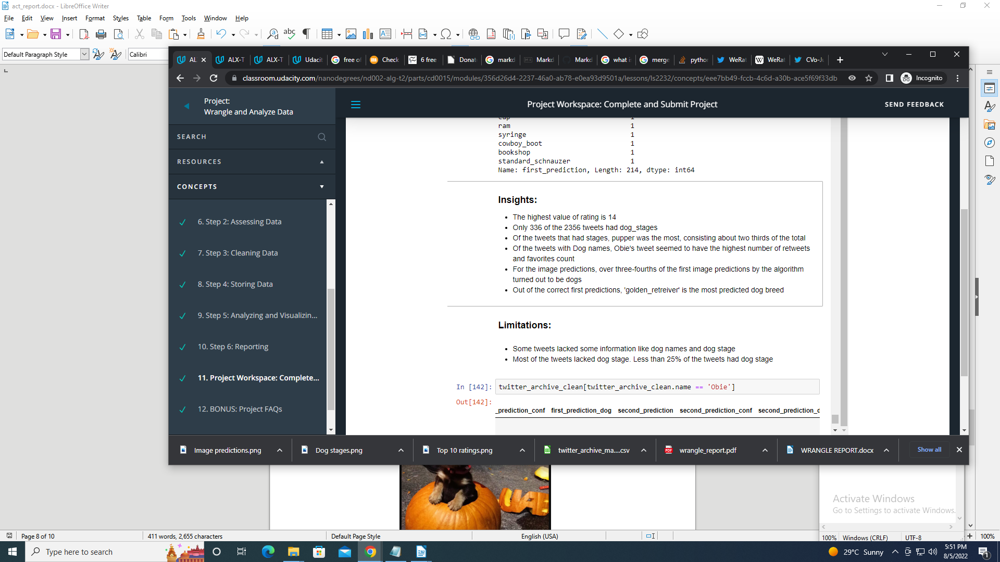 act_report.docx - LibreOffice Writer
File Edit View Insert Format Styles Table Form Tools Window Help
Default Paragraph Style
Calibri
AL ALX-T ALX-T Udacit free of Check 6 free Donat markd Markd Markd what i merge pytho WeRat WeRat CVo-Ju
classroom.udacity.com/nanodegrees/nd002-alg-t2/parts/cd0015/modules/356d26d4-2237-46a0-ab78-e0ea93d9501a/lessons/ls2232/concepts/eee7bb49-fccb-4c6d-a30b-ace5f69f33db
Incognito
Project:
Wrangle and Analyze Data
Project Workspace: Complete and Submit Project
SEND FEEDBACK
SEARCH
RESOURCES
CONCEPTS
6. Step 2: Assessing Data
7. Step 3: Cleaning Data
8. Step 4: Storing Data
9. Step 5: Analyzing and Visualizin...
10. Step 6: Reporting
11. Project Workspace: Complete...
12. BONUS: Project FAQs
cup 1
ram 1
syringe 1
cowboy_boot 1
bookshop 1
standard_schnauzer 1
Name: first_prediction, Length: 214, dtype: int64
Insights:
• The highest value of rating is 14
• Only 336 of the 2356 tweets had dog_stages
• Of the tweets that had stages, pupper was the most, consisting about two thirds of the total
• Of the tweets with Dog names, Obie's tweet seemed to have the highest number of retweets
and favorites count
• For the image predictions, over three-fourths of the first image predictions by the algorithm
turned out to be dogs
• Out of the correct first predictions, 'golden_retreiver' is the most predicted dog breed
Limitations:
• Some tweets lacked some information like dog names and dog stage
• Most of the tweets lacked dog stage. Less than 25% of the tweets had dog stage
In [142]: twitter_archive_clean[twitter_archive_clean.name == 'Obie']
Out[142]:
_prediction_conf first_prediction_dog second_prediction second_prediction_conf second_prediction_d
Image predictions.png
Dog stages.png
Top 10 ratings.png
twitter_archive_ma....csv
wrangle_report.pdf
WRANGLE REPORT.docx
Show all
Activate Windows
Go to Settings to activate Windows.
Page 8 of 10
411 words, 2,655 characters
Default Page Style
English (USA)
100% Windows (CRLF) UTF-8
100%
Type here to search
29°C Sunny
5:51 PM
8/5/2022
1